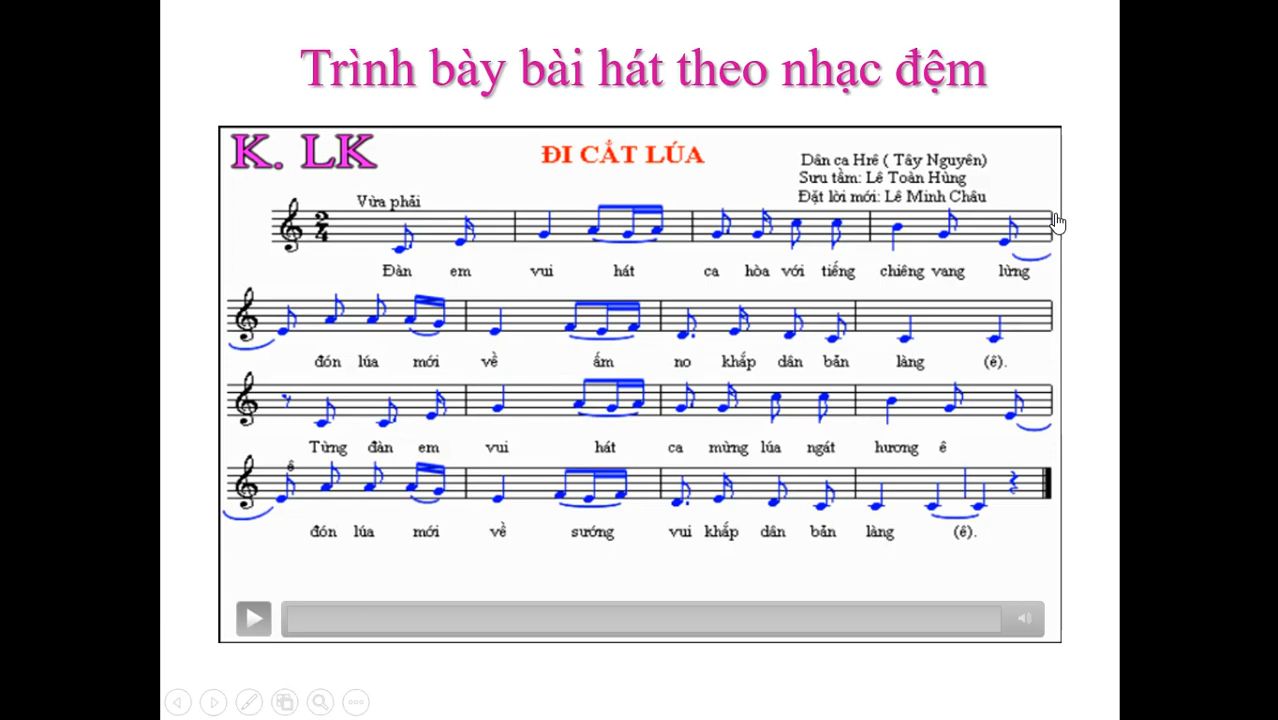 Trình bày bài hát theo nhạc đệm
K. LK
ĐI CẮT LÚA
Dân ca Hrê ( Tây Nguyên)
Sưu tầm: Lê Toàn Hùng
Đặt lời mới: Lê Minh Châu
Vừa phải
2
4
Đàn em vui hát ca hòa với tiếng chiêng vang lừng
đón lúa mới về ấm no khắp dân bản làng (ê).
Từng đàn em vui hát ca mừng lúa ngát hương ê
ê
đón lúa mới về sướng vui khắp dân bản làng (ê).